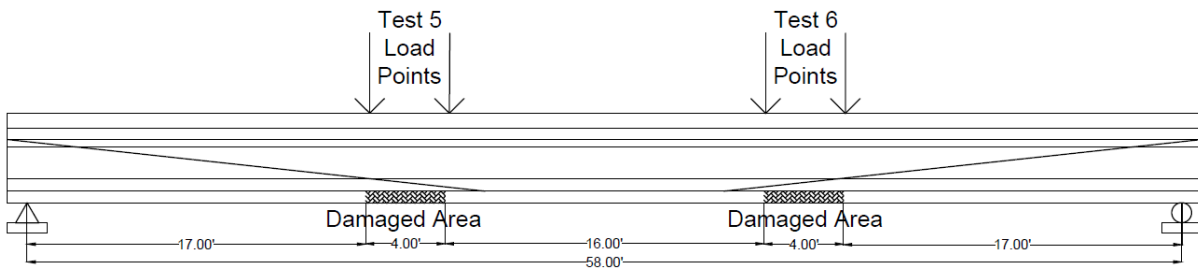 Test 5
Load
Points
Test 6
Load
Points
Damaged Area
Damaged Area
17.00'
4.00'
16.00'
4.00'
17.00'
58.00'